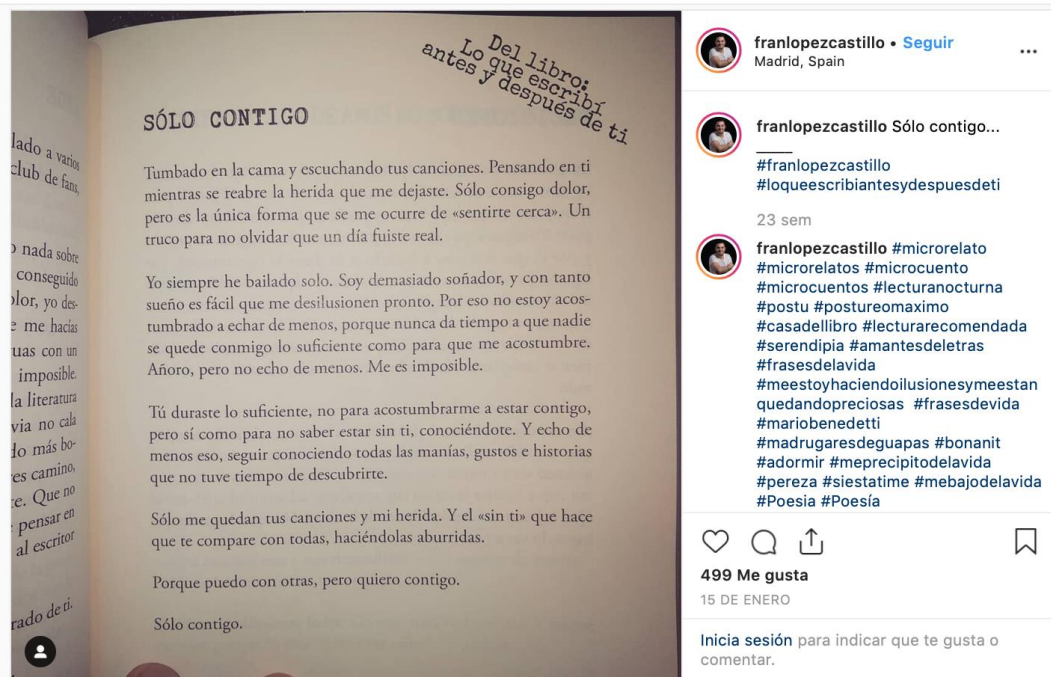 Del libro:
Lo que escribí
antes y después de ti
SÓLO CONTIGO
Tumbado en la cama y escuchando tus canciones. Pensando en ti
mientras se reabre la herida que me dejaste. Sólo consigo dolor,
pero es la única forma que se me ocurre de «sentirte cerca». Un
truco para no olvidar que un día fuiste real.
Yo siempre he bailado solo. Soy demasiado soñador, y con tanto
sueño es fácil que me desilusionen pronto. Por eso no estoy acos-
tumbrado a echar de menos, porque nunca da tiempo a que nadie
se quede conmigo lo suficiente como para que me acostumbre.
Añoro, pero no echo de menos. Me es imposible.
Tú duraste lo suficiente, no para acostumbrarme a estar contigo,
pero sí como para no saber estar sin ti, conociéndote. Y echo de
menos eso, seguir conociendo todas las manías, gustos e historias
que no tuve tiempo de descubrirte.
Sólo me quedan tus canciones y mi herida. Y el «sin ti» que hace
que te compare con todas, haciéndolas aburridas.
Porque puedo con otras, pero quiero contigo.
Sólo contigo.
lado a varios
club de fans,
nada sobre
conseguido
olor, yo des-
me hacías
uas con un
imposible.
la literatura
via no cala
do más bo-
es camino,
te. Que no
pensar en
al escritor
rado de ti.
franlopezcastillo • Seguir
Madrid, Spain
franlopezcastillo Sólo contigo...
____
#franlopezcastillo
#loqueescribiantesydespuesdeti
23 sem
franlopezcastillo #microrelato
#microrelatos #microcuento
#microcuentos #lecturanocturna
#postu #postureomaximo
#casadellibro #lecturarecomendada
#serendipia #amantesdeletras
#frasesdelavida
#meestoyhaciendoilusionesymeestan
quedandopreciosas #frasesdevida
#mariobenedetti
#madrugaresdeguapas #bonanit
#adormir #meprecipitodelavida
#pereza #siestatime #mebajodelavida
#Poesia #Poesía
499 Me gusta
15 DE ENERO
Inicia sesión para indicar que te gusta o
comentar.